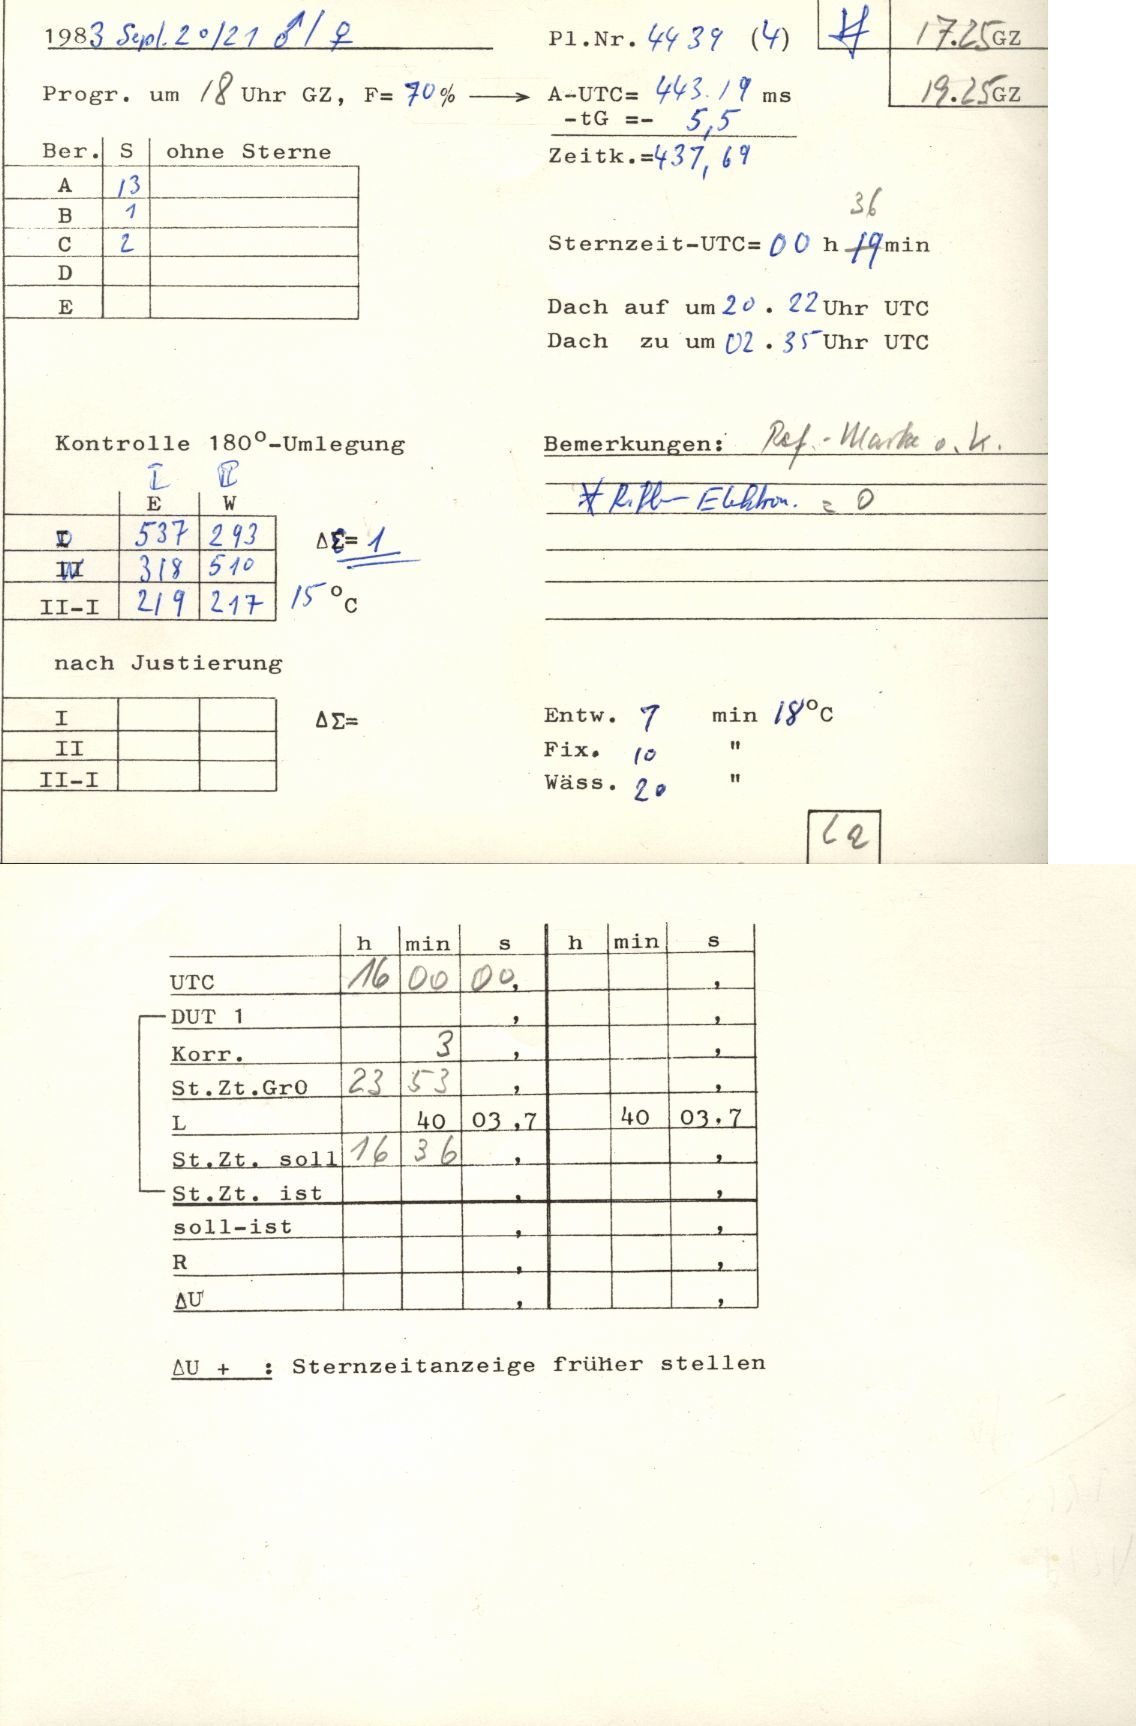 1983 Sept. 20/21 ♂/♀
Pl.Nr. 4439 (4)
17.25 GZ
Progr. um 18 Uhr GZ, F= 70% → A-UTC= 443.19 ms
19.25 GZ
-tG =- 5,5
Zeitk.=437,69
Ber. S ohne Sterne
A 13
B 1
C 2
D
E
36
Sternzeit-UTC= 00 h 19 min
Dach auf um 20 . 22 Uhr UTC
Dach zu um 02 . 35 Uhr UTC
Kontrolle 180°-Umlegung
I II
E W
537 293
318 510
II-I 219 217
ΔΣ= 1
15 °C
Bemerkungen: Ref.-Marke o.k.
Elektron. = 0
nach Justierung
I
II
II-I
ΔΣ=
Entw. 7 min 18°C
Fix. 10 "
Wäss. 20 "
h min s h min s
UTC 16 00 00, ,
DUT 1 , ,
Korr. 3 , ,
St.Zt.Gr0 23 53 , ,
L 40 03,7 40 03,7
St.Zt. soll 16 36 , ,
St.Zt. ist , ,
soll-ist , ,
R , ,
ΔU , ,
ΔU + : Sternzeitanzeige früher stellen